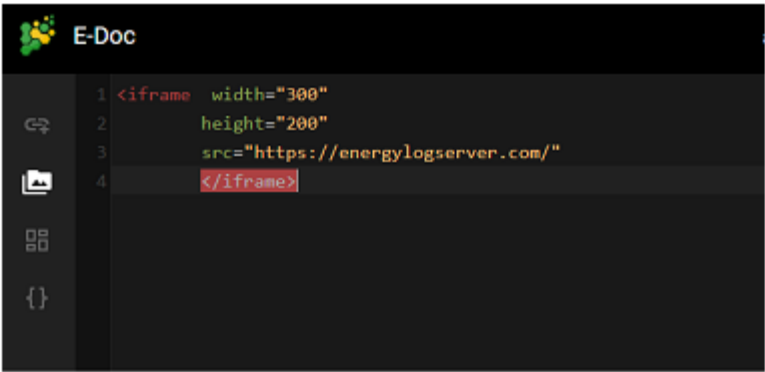 E-Doc
1 <iframe  width="300"
2         height="200"
3         src="https://energylogserver.com/"
4         </iframe>
{}